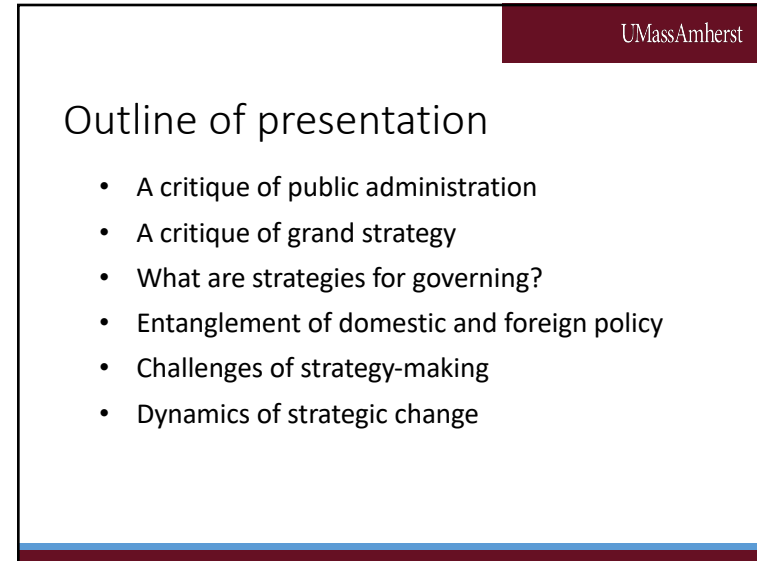 UMassAmherst
Outline of presentation
• A critique of public administration
• A critique of grand strategy
• What are strategies for governing?
• Entanglement of domestic and foreign policy
• Challenges of strategy-making
• Dynamics of strategic change